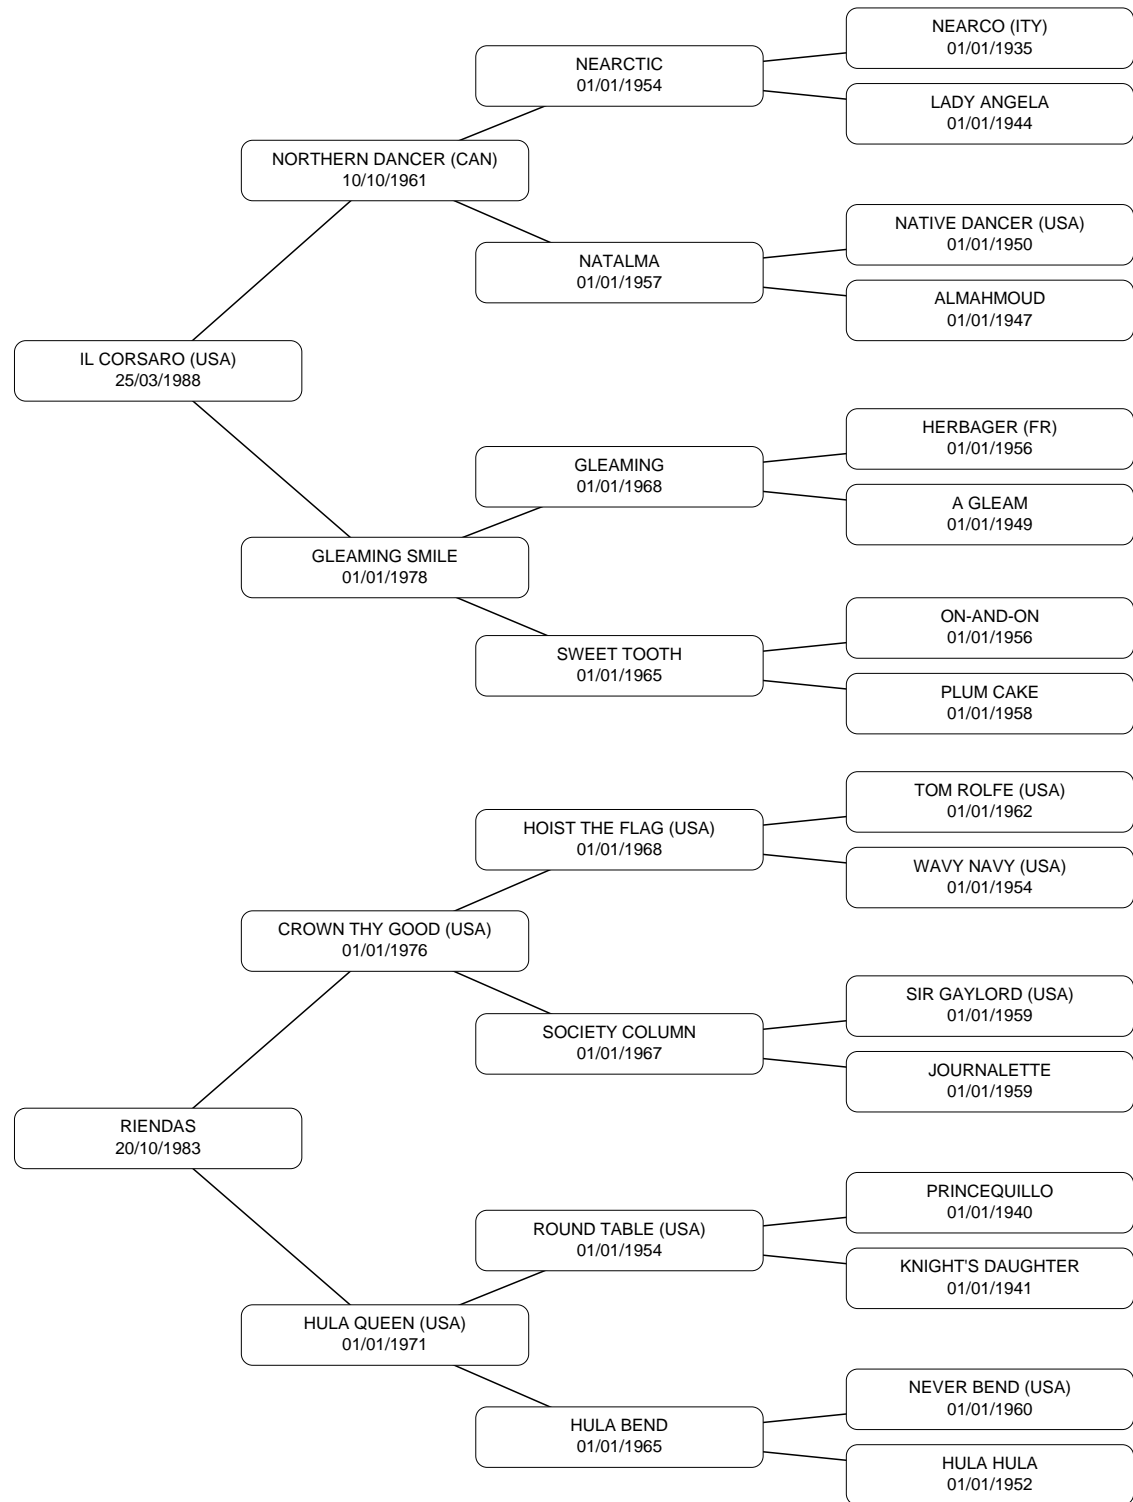 NEARCO (ITY)
01/01/1935
NEARCTIC
01/01/1954
LADY ANGELA
01/01/1944
NORTHERN DANCER (CAN)
10/10/1961
NATIVE DANCER (USA)
01/01/1950
NATALMA
01/01/1957
ALMAHMOUD
01/01/1947
IL CORSARO (USA)
25/03/1988
HERBAGER (FR)
01/01/1956
GLEAMING
01/01/1968
A GLEAM
01/01/1949
GLEAMING SMILE
01/01/1978
ON-AND-ON
01/01/1956
SWEET TOOTH
01/01/1965
PLUM CAKE
01/01/1958
TOM ROLFE (USA)
01/01/1962
HOIST THE FLAG (USA)
01/01/1968
WAVY NAVY (USA)
01/01/1954
CROWN THY GOOD (USA)
01/01/1976
SIR GAYLORD (USA)
01/01/1959
SOCIETY COLUMN
01/01/1967
JOURNALETTE
01/01/1959
RIENDAS
20/10/1983
PRINCEQUILLO
01/01/1940
ROUND TABLE (USA)
01/01/1954
KNIGHT'S DAUGHTER
01/01/1941
HULA QUEEN (USA)
01/01/1971
NEVER BEND (USA)
01/01/1960
HULA BEND
01/01/1965
HULA HULA
01/01/1952